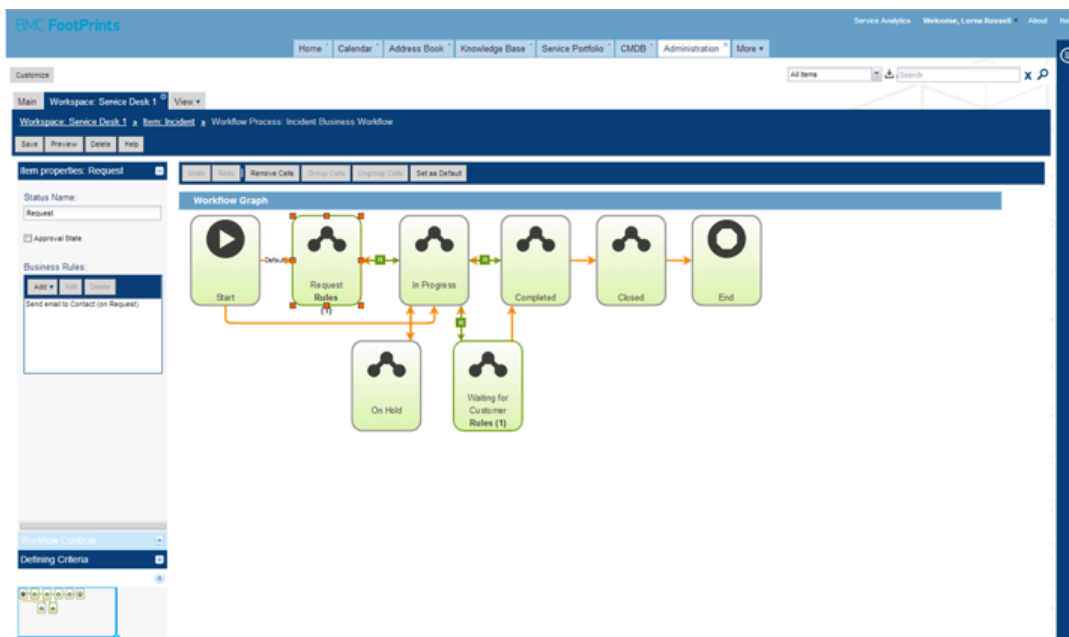 BMC FootPrints
Service Analytics Welcome, Lorna Russell About
Home Calendar Address Book Knowledge Base Service Portfolio CMDB Administration More
Customize
All Items
Search
X
Main Workspace: Service Desk 1 View
Workspace: Service Desk 1 Item: Incident Workflow Process: Incident Business Workflow
Save Preview Delete Help
Item properties: Request
Undo Redo Remove Cells Group Cells Ungroup Cells Set as Default
Status Name:
Request
Approval State
Business Rules:
Add Edit Delete
Send email to Contact (on Request)
Workflow Graph
Default
R
R
Start
Request
Rules
(1)
In Progress
Completed
Closed
End
R
On Hold
Waiting for
Customer
Rules (1)
Workflow Controls
Defining Criteria